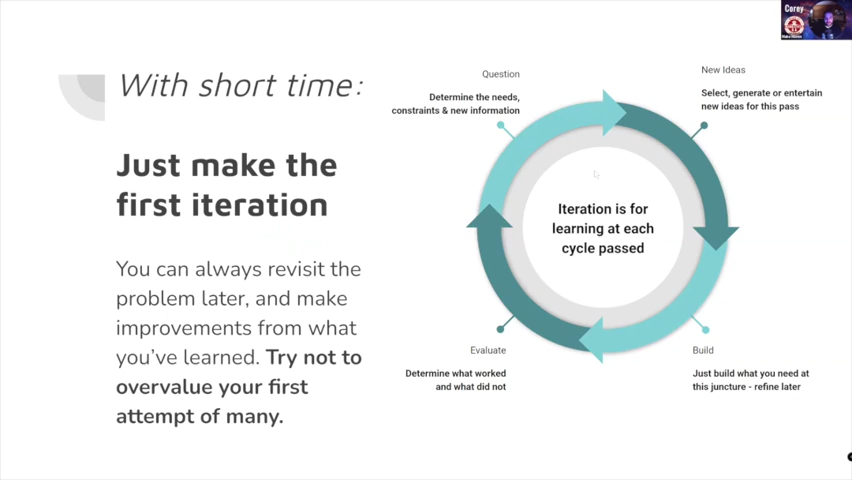 Corey
With short time:
Just make the
first iteration
You can always revisit the
problem later, and make
improvements from what
you've learned. Try not to
overvalue your first
attempt of many.
Question
Determine the needs,
constraints & new information
New Ideas
Select, generate or entertain
new ideas for this pass
Iteration is for
learning at each
cycle passed
Evaluate
Determine what worked
and what did not
Build
Just build what you need at
this juncture - refine later